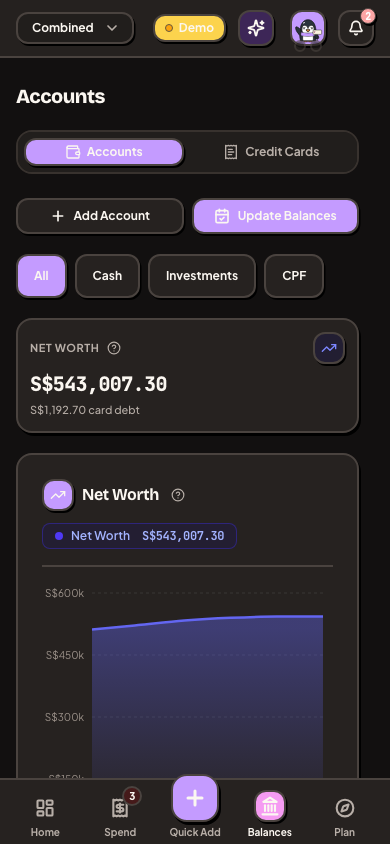 Combined
Demo
2
Accounts
Accounts
Credit Cards
Add Account
Update Balances
All
Cash
Investments
CPF
NET WORTH ?
S$543,007.30
S$1,192.70 card debt
Net Worth ?
Net Worth S$543,007.30
S$600k
S$450k
S$300k
S$150k
3
Home
Spend
Quick Add
Balances
Plan